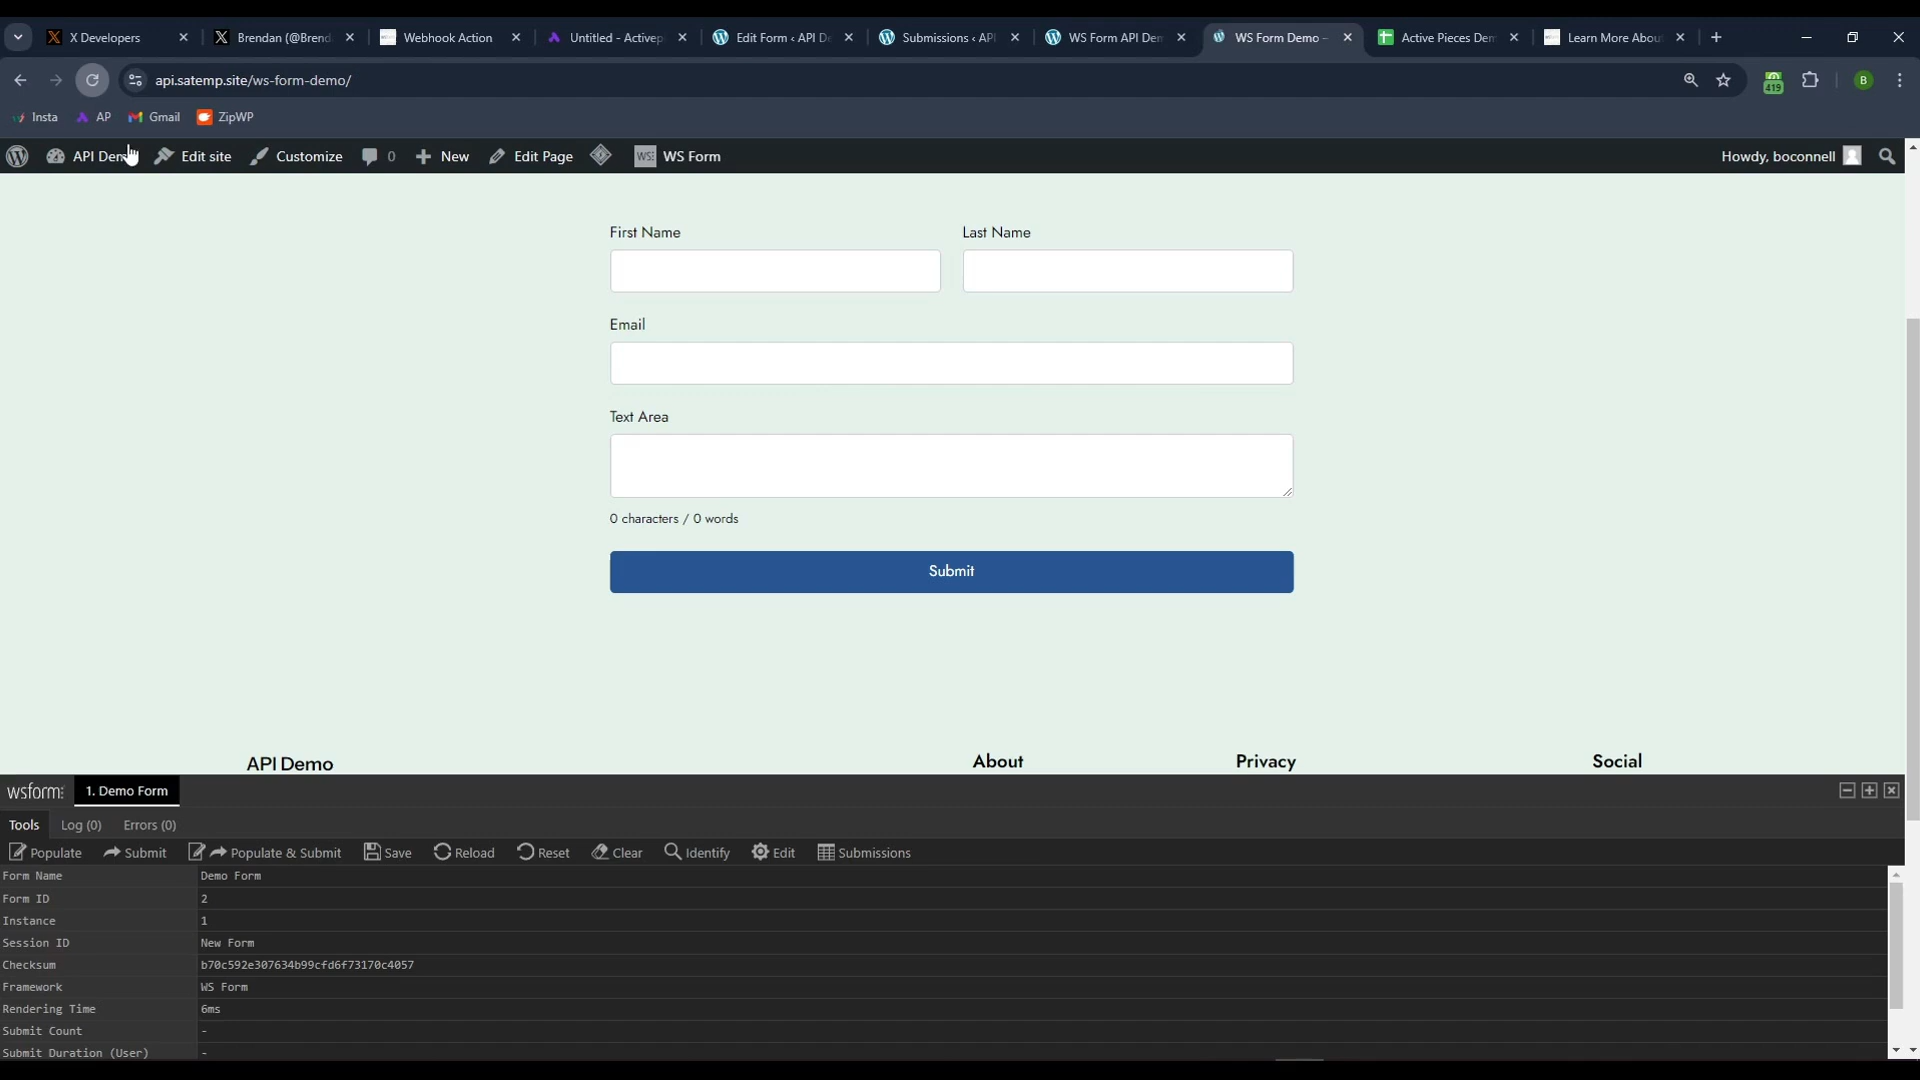 X Developers
Brendan (@Brend
Webhook Action
Untitled - Activep
Edit Form ‹ API De
Submissions ‹ API
WS Form API Dem
WS Form Demo -
Active Pieces Dem
Learn More Abou
api.satemp.site/ws-form-demo/
419
B
Insta
AP
Gmail
ZipWP
API Dem
Edit site
Customize
0
New
Edit Page
WS Form
Howdy, boconnell
First Name
Last Name
Email
Text Area
0 characters / 0 words
Submit
API Demo
About
Privacy
Social
wsform
1. Demo Form
Tools
Log (0)
Errors (0)
Populate
Submit
Populate & Submit
Save
Reload
Reset
Clear
Identify
Edit
Submissions
Form Name Demo Form
Form ID 2
Instance 1
Session ID New Form
Checksum b70c592e307634b99cfd6f73170c4057
Framework WS Form
Rendering Time 6ms
Submit Count -
Submit Duration (User) -